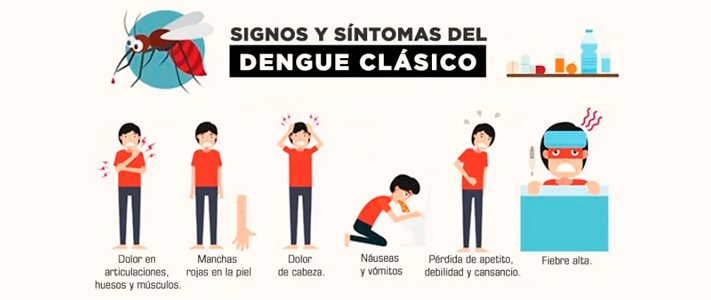 SIGNOS Y SÍNTOMAS DEL
DENGUE CLÁSICO
Dolor en
articulaciones,
huesos y músculos.
Manchas
rojas en la piel
Dolor
de cabeza.
Náuseas
y vómitos
Pérdida de apetito,
debilidad y cansancio.
Fiebre alta.